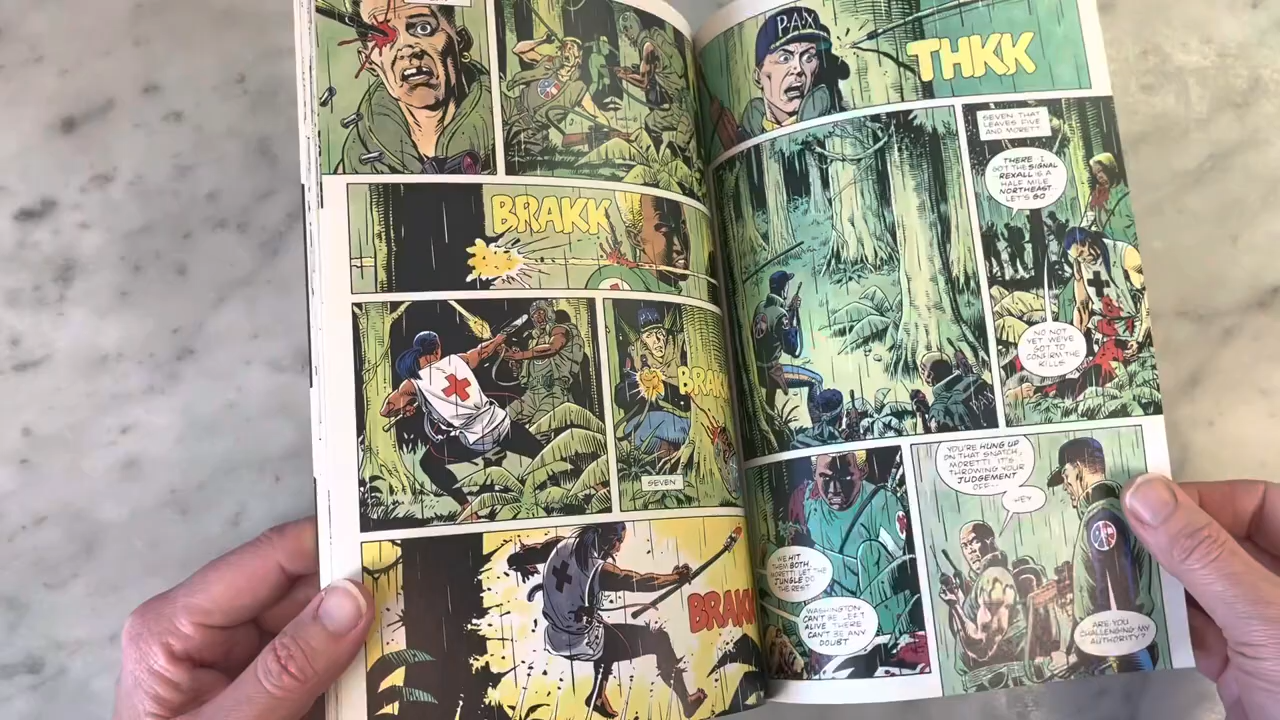 BRAKK
BRAK
SEVEN
BRAKK
P.A.X
THKK
SEVEN THAT
LEAVES FIVE
AND MORETTI
THERE I
GOT THE SIGNAL
REXALL IS A
HALF MILE
NORTHEAST
LET'S GO
NO NOT
YET WE'VE
GOT TO
CONFIRM THE
KILLS
WE HIT
THEM BOTH,
MORETTI LET THE
JUNGLE DO
THE REST
WASHINGTON
CAN'T BE LEFT
ALIVE THERE
CAN'T BE ANY
DOUBT
YOU'RE HUNG UP
ON THAT SNATCH,
MORETTI. IT'S
THROWING YOUR
JUDGEMENT
OFF--
HEY
ARE YOU
CHALLENGING MY
AUTHORITY?